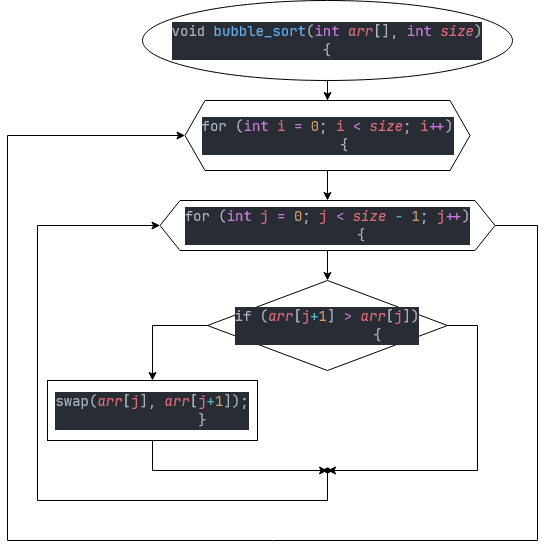 void bubble_sort(int arr[], int size)
{
for (int i = 0; i < size; i++)
{
for (int j = 0; j < size - 1; j++)
{
if (arr[j+1] > arr[j])
{
swap(arr[j], arr[j+1]);
}